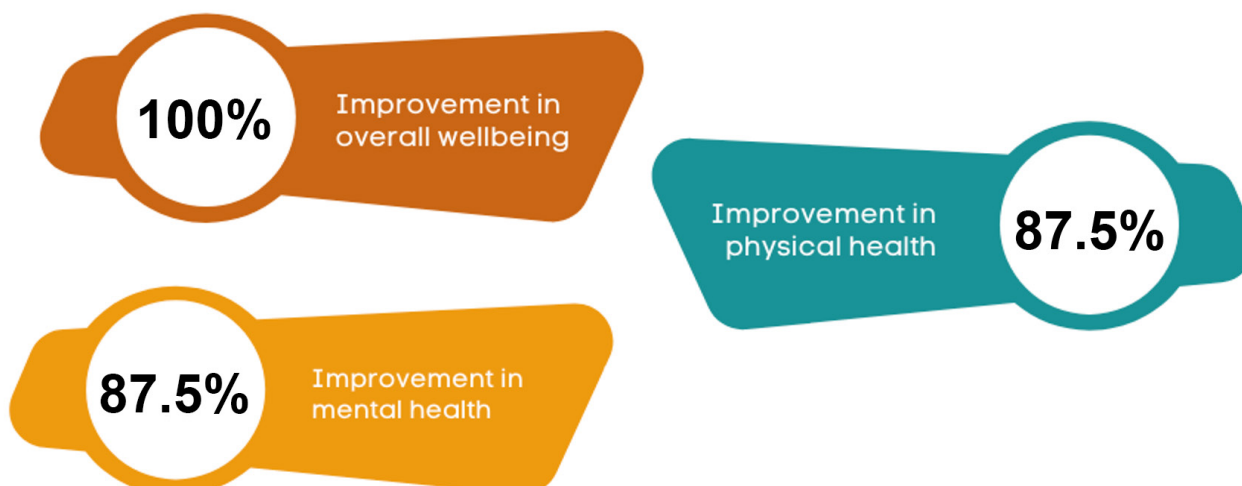 100%
Improvement in
overall wellbeing
Improvement in
physical health
87.5%
87.5%
Improvement in
mental health